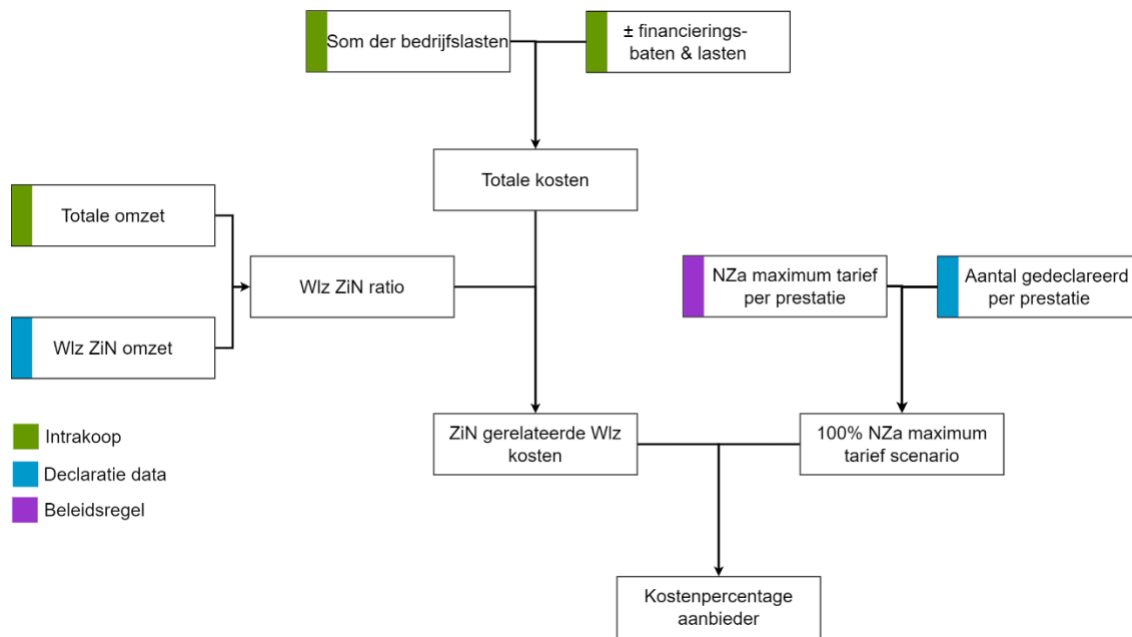 Som der bedrijfslasten
± financierings-
baten & lasten
Totale kosten
Totale omzet
Wlz ZiN ratio
NZa maximum tarief
per prestatie
Aantal gedeclareerd
per prestatie
Wlz ZiN omzet
ZiN gerelateerde Wlz
kosten
100% NZa maximum
tarief scenario
Intrakoop
Declaratie data
Beleidsregel
Kostenpercentage
aanbieder